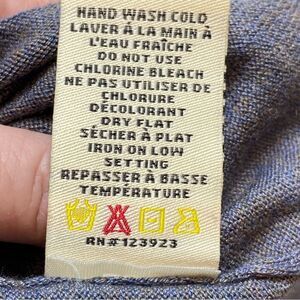 HAND WASH COLD
LAVER À LA MAIN À
L'EAU FRAÎCHE
DO NOT USE
CHLORINE BLEACH
NE PAS UTILISER DE
CHLORURE
DÉCOLORANT
DRY FLAT
SÉCHER À PLAT
IRON ON LOW
SETTING
REPASSER À BASSE
TEMPÉRATURE
RN#123923